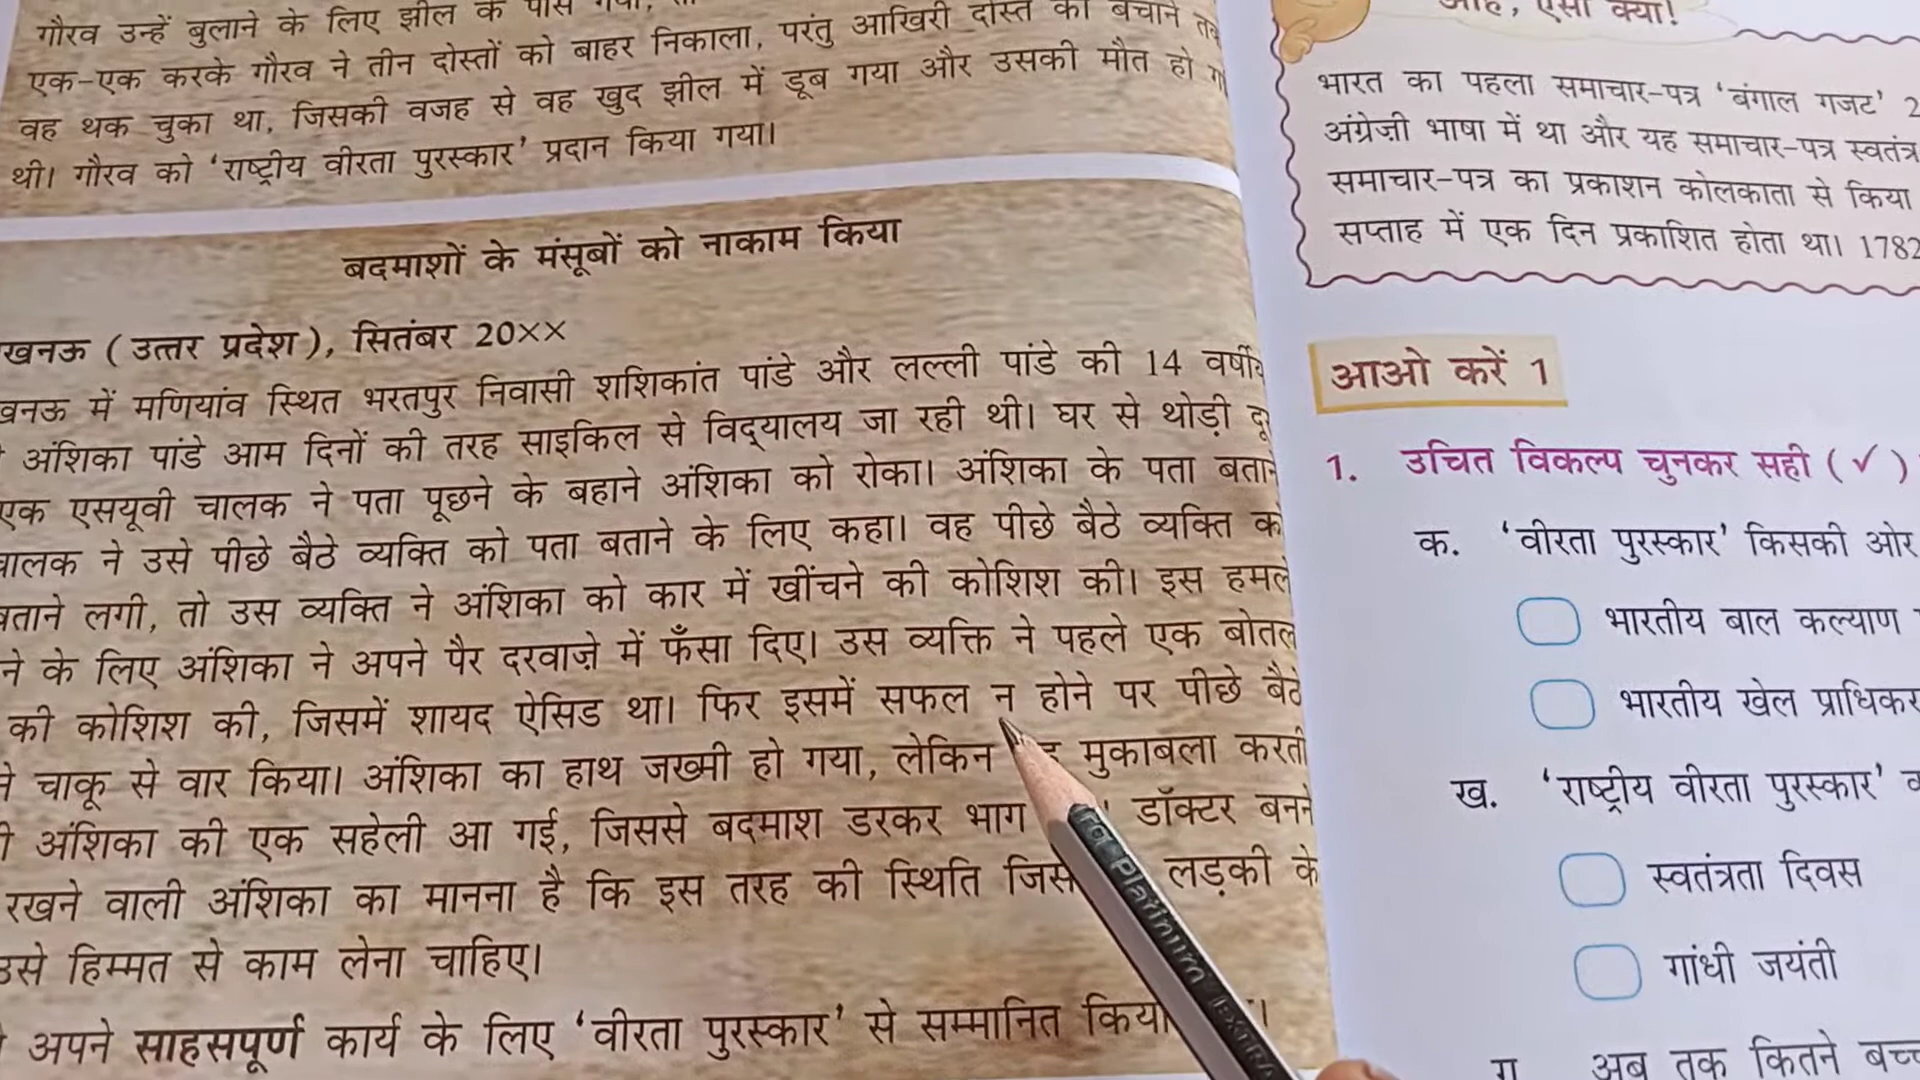 गौरव उन्हें बुलाने के लिए झील के पास
एक-एक करके गौरव ने तीन दोस्तों को बाहर निकाला, परंतु आखिरी दोस्त को बचाने
वह थक चुका था, जिसकी वजह से वह खुद झील में डूब गया और उसकी मौत हो
थी। गौरव को 'राष्ट्रीय वीरता पुरस्कार' प्रदान किया गया।
बदमाशों के मंसूबों को नाकाम किया
खनऊ (उत्तर प्रदेश), सितंबर 20××
खनऊ में मणियांव स्थित भरतपुर निवासी शशिकांत पांडे और लल्ली पांडे की 14 वर्षीय
अंशिका पांडे आम दिनों की तरह साइकिल से विद्यालय जा रही थी। घर से थोड़ी दू
एक एसयूवी चालक ने पता पूछने के बहाने अंशिका को रोका। अंशिका के पता बताने
चालक ने उसे पीछे बैठे व्यक्ति को पता बताने के लिए कहा। वह पीछे बैठे व्यक्ति को
बताने लगी, तो उस व्यक्ति ने अंशिका को कार में खींचने की कोशिश की। इस हमले
ने के लिए अंशिका ने अपने पैर दरवाज़े में फँसा दिए। उस व्यक्ति ने पहले एक बोतल
की कोशिश की, जिसमें शायद ऐसिड था। फिर इसमें सफल न होने पर पीछे बैठे
ने चाकू से वार किया। अंशिका का हाथ जख्मी हो गया, लेकिन मुकाबला करती
अंशिका की एक सहेली आ गई, जिससे बदमाश डरकर भाग डॉक्टर बनने
रखने वाली अंशिका का मानना है कि इस तरह की स्थिति जिस लड़की के
उसे हिम्मत से काम लेना चाहिए।
अपने साहसपूर्ण कार्य के लिए 'वीरता पुरस्कार' से सम्मानित किया
ऐसा क्या!
भारत का पहला समाचार-पत्र 'बंगाल गजट' 2
अंग्रेज़ी भाषा में था और यह समाचार-पत्र स्वतंत्र
समाचार-पत्र का प्रकाशन कोलकाता से किया
सप्ताह में एक दिन प्रकाशित होता था। 1782
आओ करें 1
1. उचित विकल्प चुनकर सही (✓)
क. 'वीरता पुरस्कार' किसकी ओर
भारतीय बाल कल्याण
भारतीय खेल प्राधिकर
ख. 'राष्ट्रीय वीरता पुरस्कार'
स्वतंत्रता दिवस
गांधी जयंती
ग अब तक कितने बच्च
Platinum